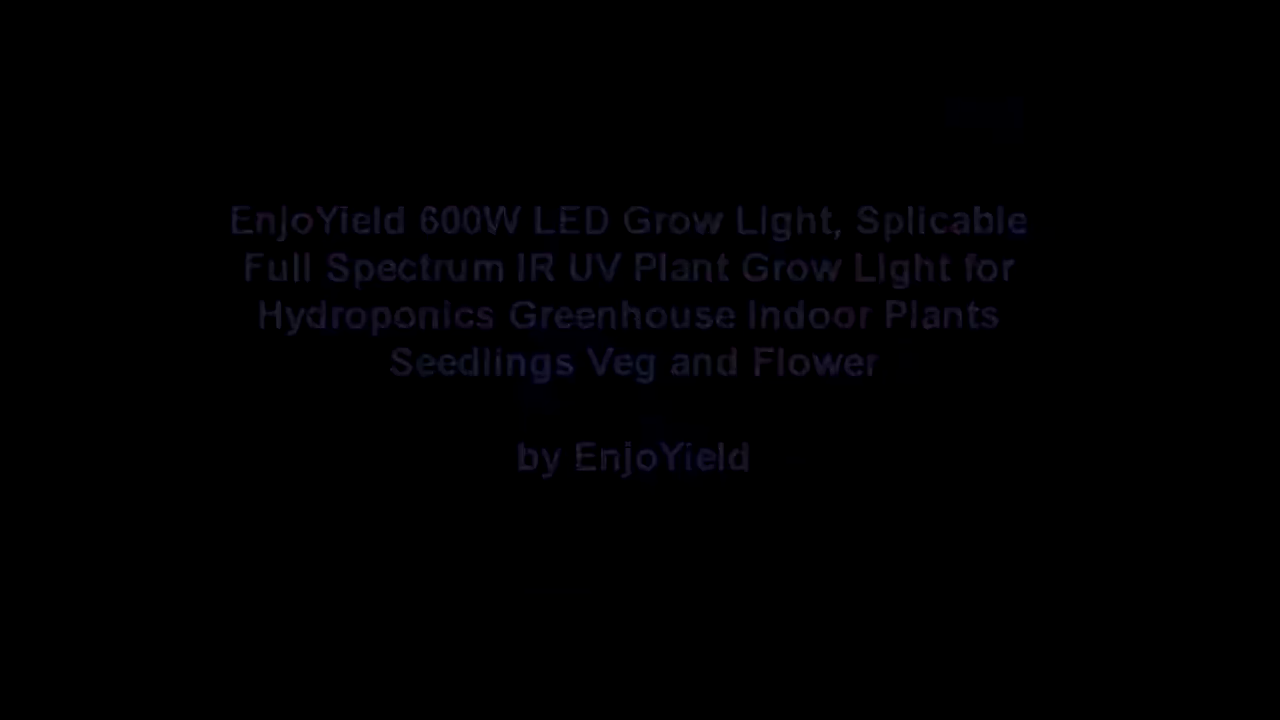 EnjoYield 600W LED Grow Light, Splicable
Full Spectrum IR UV Plant Grow Light for
Hydroponics Greenhouse Indoor Plants
Seedlings Veg and Flower
by EnjoYield